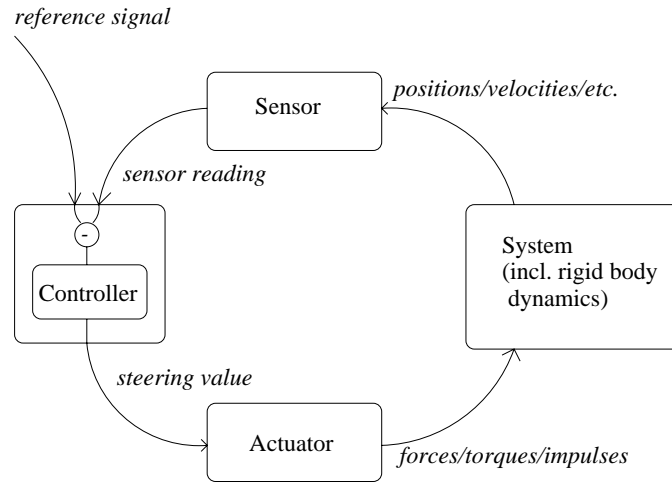 reference signal
positions/velocities/etc.
Sensor
sensor reading
-
System
(incl. rigid body
dynamics)
Controller
steering value
Actuator
forces/torques/impulses